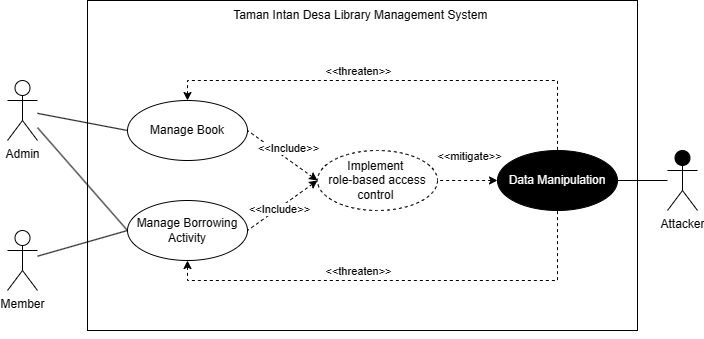 Taman Intan Desa Library Management System
<<threaten>>
Admin
Manage Book
<<Include>>
Implement
role-based access
control
<<mitigate>>
Data Manipulation
Attacker
Manage Borrowing
Activity
<<Include>>
<<threaten>>
Member